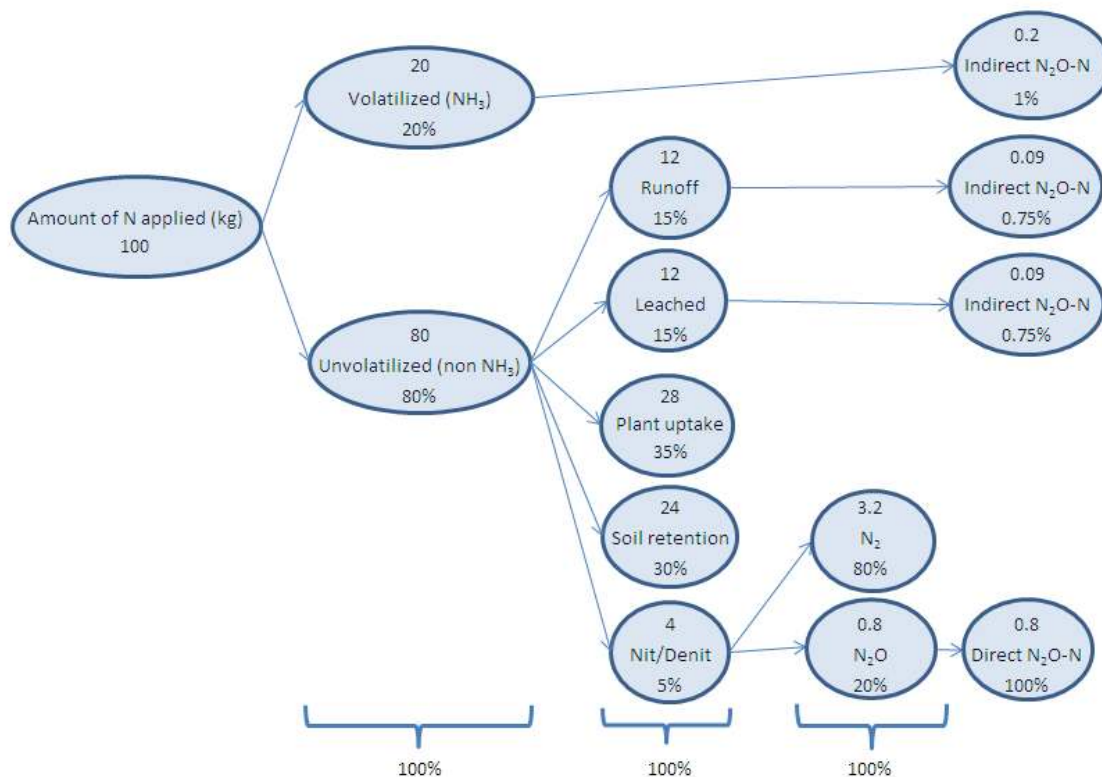 Amount of N applied (kg)
100
20
Volatilized (NH₃)
20%
80
Unvolatilized (non NH₃)
80%
12
Runoff
15%
12
Leached
15%
28
Plant uptake
35%
24
Soil retention
30%
4
Nit/Denit
5%
3.2
N₂
80%
0.8
N₂O
20%
0.2
Indirect N₂O-N
1%
0.09
Indirect N₂O-N
0.75%
0.09
Indirect N₂O-N
0.75%
0.8
Direct N₂O-N
100%
100%
100%
100%